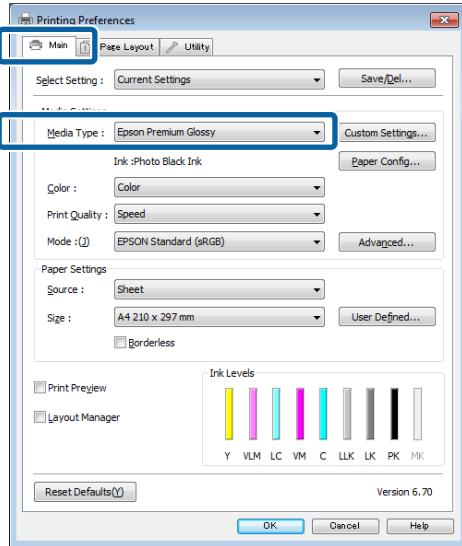 Printing Preferences
Main Page Layout Utility
Select Setting : Current Settings Save/Del...
Media Settings
Media Type : Epson Premium Glossy Custom Settings...
Ink :Photo Black Ink Paper Config...
Color : Color
Print Quality : Speed
Mode :(J) EPSON Standard (sRGB) Advanced...
Paper Settings
Source : Sheet
Size : A4 210 x 297 mm User Defined...
Borderless
Ink Levels
Print Preview
Layout Manager
Y VLM LC VM C LLK LK PK MK
Reset Defaults(Y) Version 6.70
OK Cancel Help